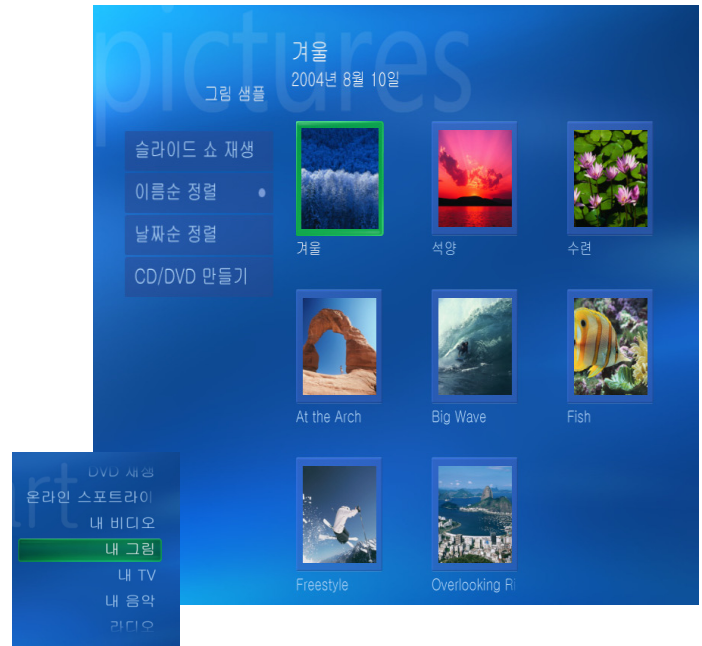 pictures
겨울
2004년 8월 10일
그림 샘플
슬라이드 쇼 재생
이름순 정렬
날짜순 정렬
CD/DVD 만들기
겨울
석양
수련
At the Arch
Big Wave
Fish
Freestyle
Overlooking Ri
art
DVD 재생
온라인 스포트라이
내 비디오
내 그림
내 TV
내 음악
라디오